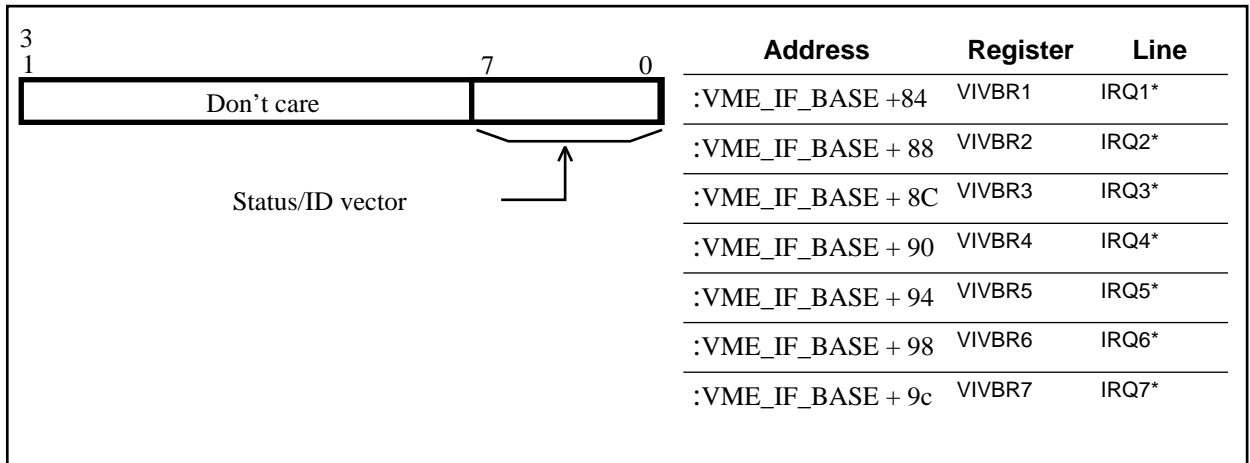 3
1
7 0
Don't care
Status/ID vector
Address Register Line
:VME_IF_BASE +84 VIVBR1 IRQ1*
:VME_IF_BASE + 88 VIVBR2 IRQ2*
:VME_IF_BASE + 8C VIVBR3 IRQ3*
:VME_IF_BASE + 90 VIVBR4 IRQ4*
:VME_IF_BASE + 94 VIVBR5 IRQ5*
:VME_IF_BASE + 98 VIVBR6 IRQ6*
:VME_IF_BASE + 9c VIVBR7 IRQ7*